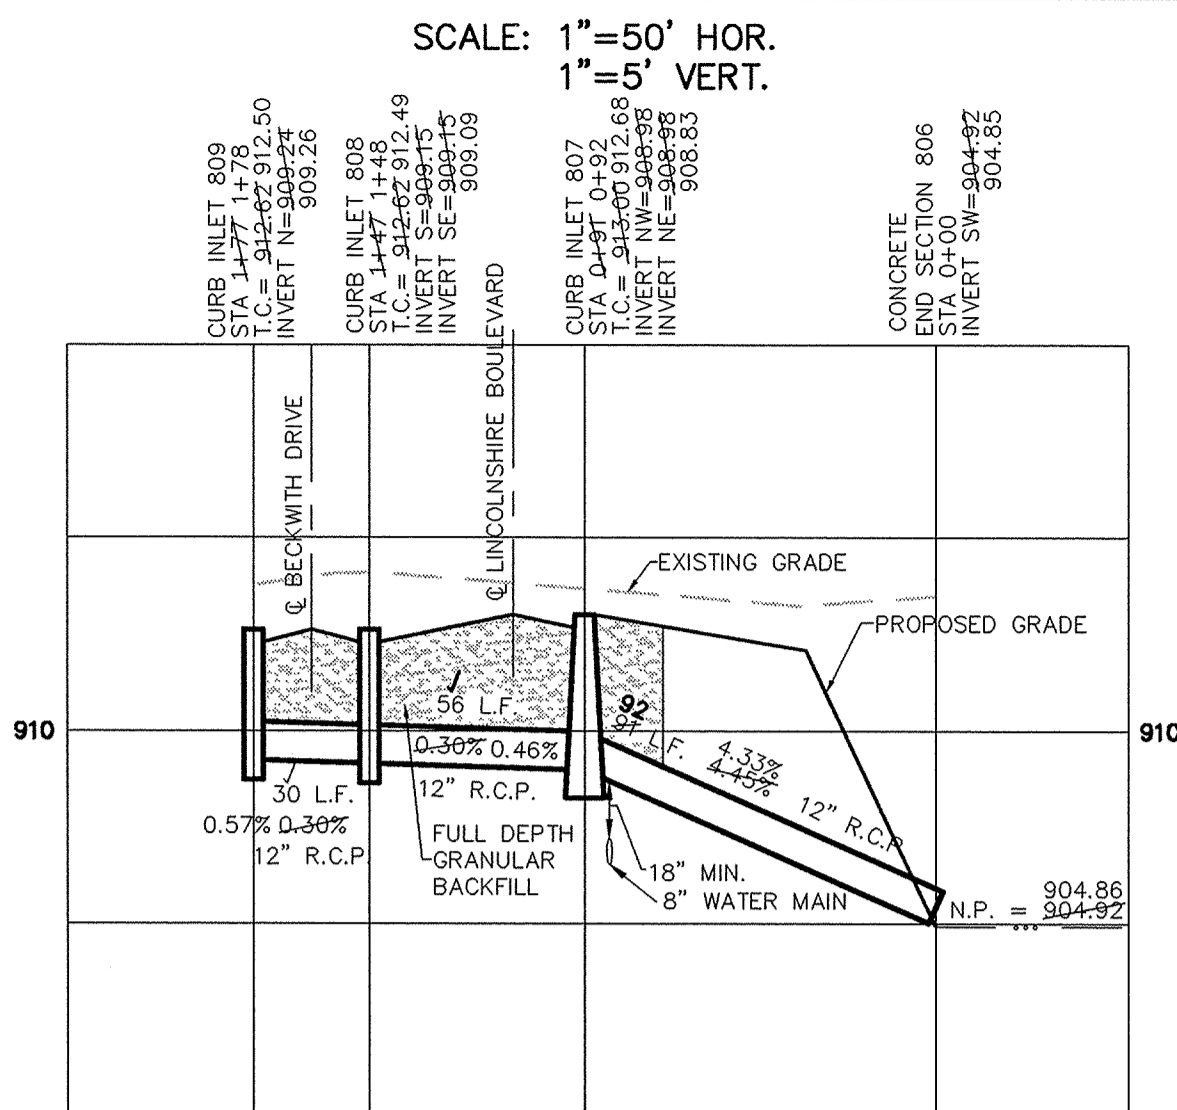 SCALE: 1"=50' HOR.
1"=5' VERT.
CURB INLET 809
STA 1+77 1+78
T.C.= 912.62 912.50
INVERT N=909.24
909.26
CURB INLET 808
STA 1+47 1+48
T.C.= 912.62 912.49
INVERT S=909.15
INVERT SE=909.15
909.09
CURB INLET 807
STA 0+91 0+92
T.C.= 913.00 912.68
INVERT NW=908.98
INVERT NE=908.98
908.83
CONCRETE
END SECTION 806
STA 0+00
INVERT SW=904.92
904.85
℄ BECKWITH DRIVE
℄ LINCOLNSHIRE BOULEVARD
EXISTING GRADE
PROPOSED GRADE
910
910
56 L.F.
0.30% 0.46%
12" R.C.P.
92
91 L.F.
4.33%
4.45%
12" R.C.P
30 L.F.
0.57% 0.30%
12" R.C.P.
FULL DEPTH
GRANULAR
BACKFILL
18" MIN.
8" WATER MAIN
904.86
N.P. = 904.92